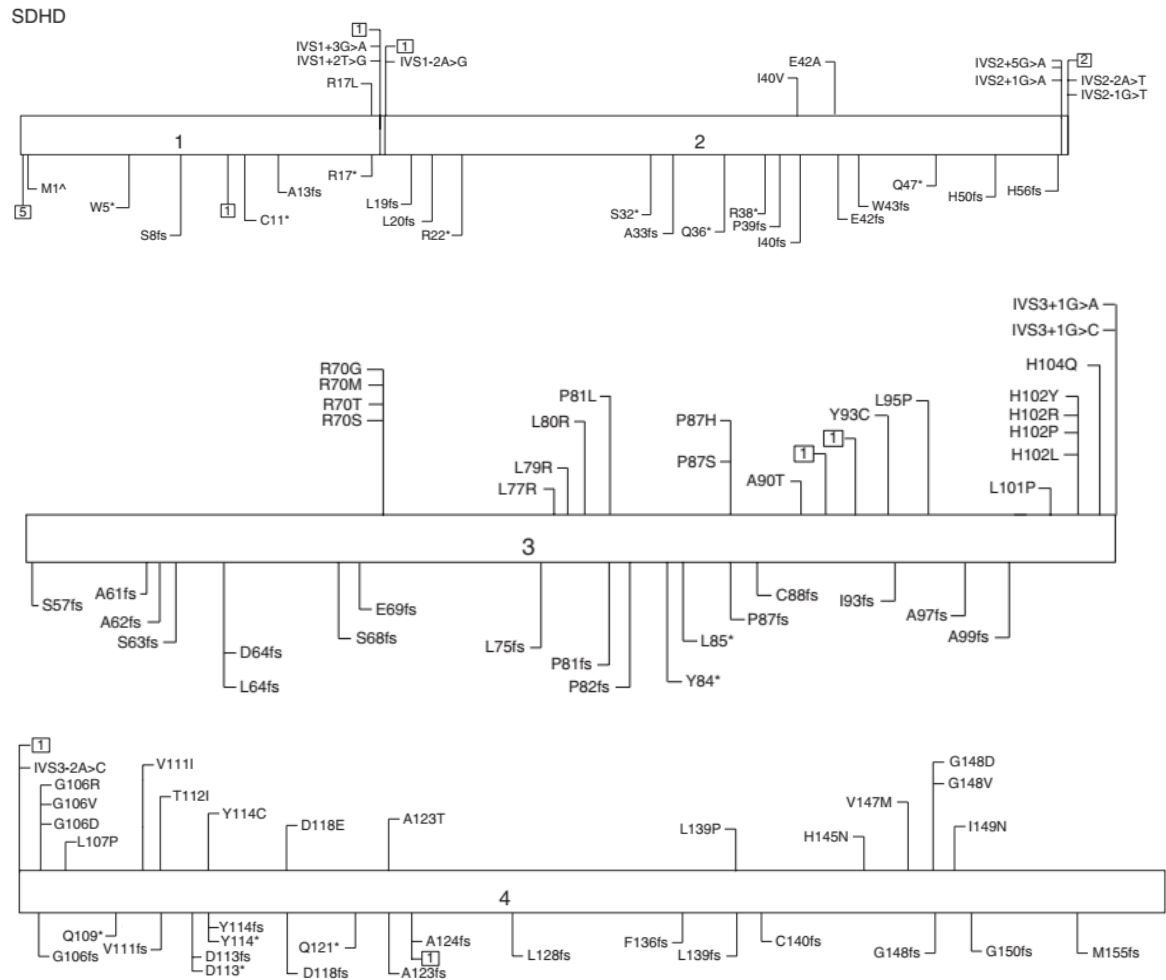 SDHD
1
IVS1+3G>A
1
IVS1+2T>G
IVS1-2A>G
R17L
I40V
E42A
IVS2+5G>A
2
IVS2+1G>A
IVS2-2A>T
IVS2-1G>T
1
2
5
M1^
W5*
S8fs
1
C11*
A13fs
R17*
L19fs
L20fs
R22*
S32*
A33fs
Q36*
R38*
P39fs
I40fs
E42fs
W43fs
Q47*
H50fs
H56fs
IVS3+1G>A
IVS3+1G>C
R70G
R70M
R70T
R70S
L77R
L79R
L80R
P81L
P87H
P87S
A90T
1
1
Y93C
L95P
L101P
H104Q
H102Y
H102R
H102P
H102L
3
S57fs
A61fs
A62fs
S63fs
D64fs
L64fs
S68fs
E69fs
L75fs
P81fs
P82fs
Y84*
L85*
P87fs
C88fs
I93fs
A97fs
A99fs
1
IVS3-2A>C
G106R
G106V
G106D
L107P
V111I
T112I
Y114C
D118E
A123T
L139P
H145N
V147M
G148D
G148V
I149N
4
G106fs
Q109*
V111fs
Y114fs
Y114*
D113fs
D113*
D118fs
Q121*
A123fs
A124fs
1
L128fs
F136fs
L139fs
C140fs
G148fs
G150fs
M155fs